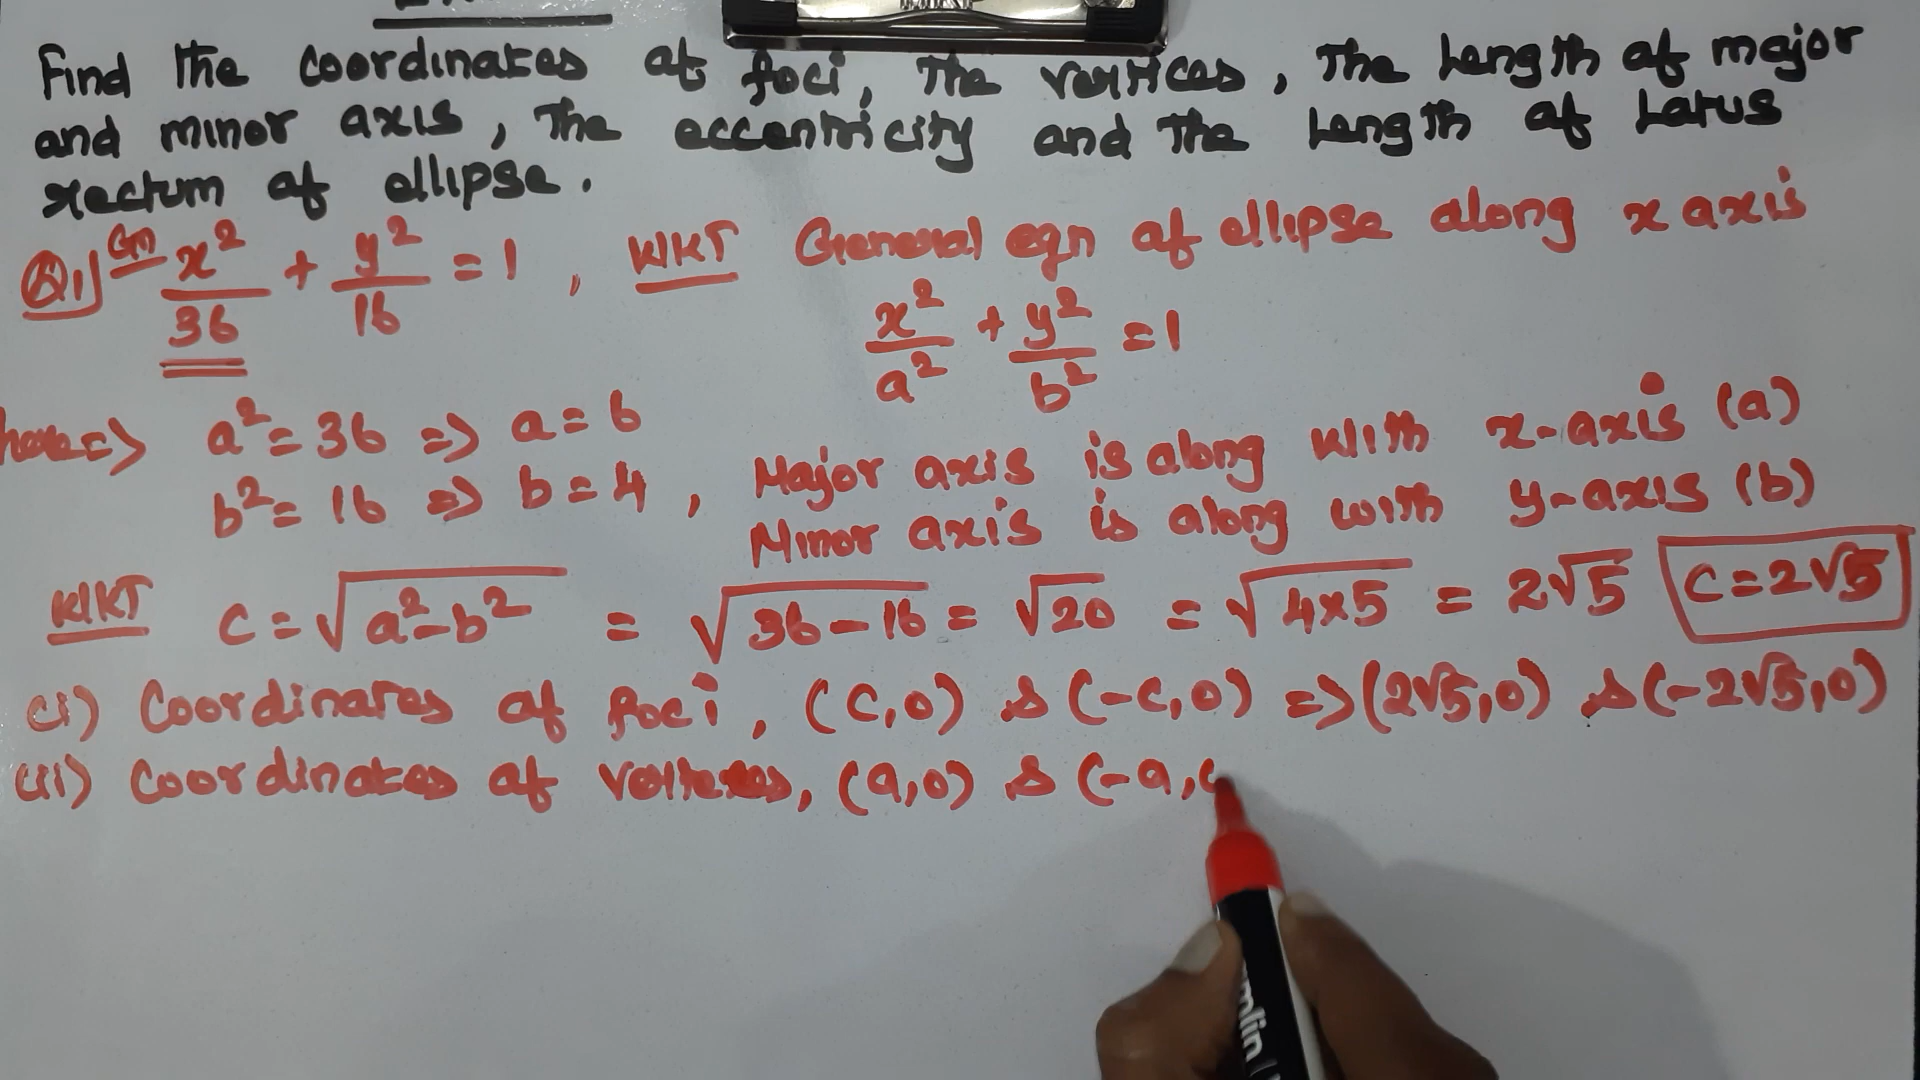 Find the coordinates of foci, The vertices, The Length of major
and minor axis, The eccentricity and The Length of Latus
rectum of ellipse.
Q1) Gn x²/36 + y²/16 = 1, WKT General eqn of ellipse along x axis
x²/a² + y²/b² = 1
here => a² = 36 => a = 6
b² = 16 => b = 4, Major axis is along with x-axis (a)
Minor axis is along with y-axis (b)
WKT c = √a²-b² = √36-16 = √20 = √4×5 = 2√5 C = 2√5
(i) Coordinates of foci, (C,0) & (-C,0) => (2√5,0) & (-2√5,0)
(ii) Coordinates of (a,0) & (-a,
mlin